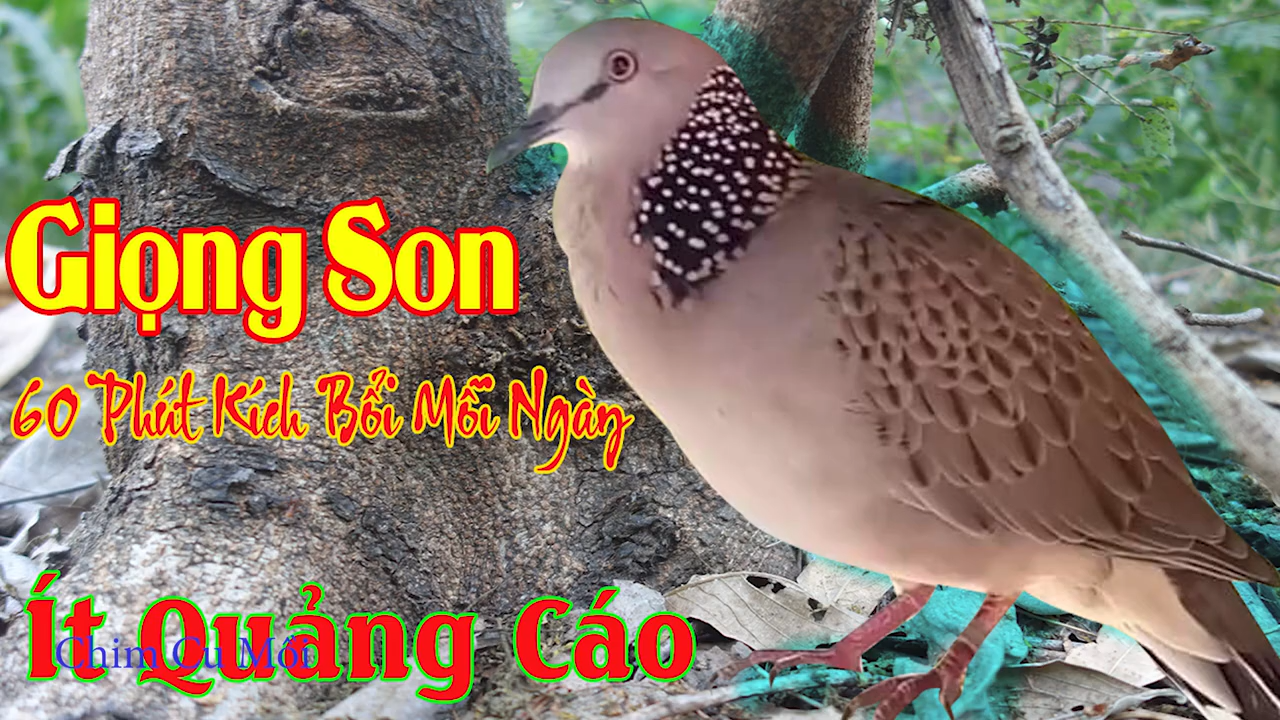 Giọng Son
60 Phút Kích Bổi Mỗi Ngày
Ít Quảng Cáo
Chim Cu Mồi